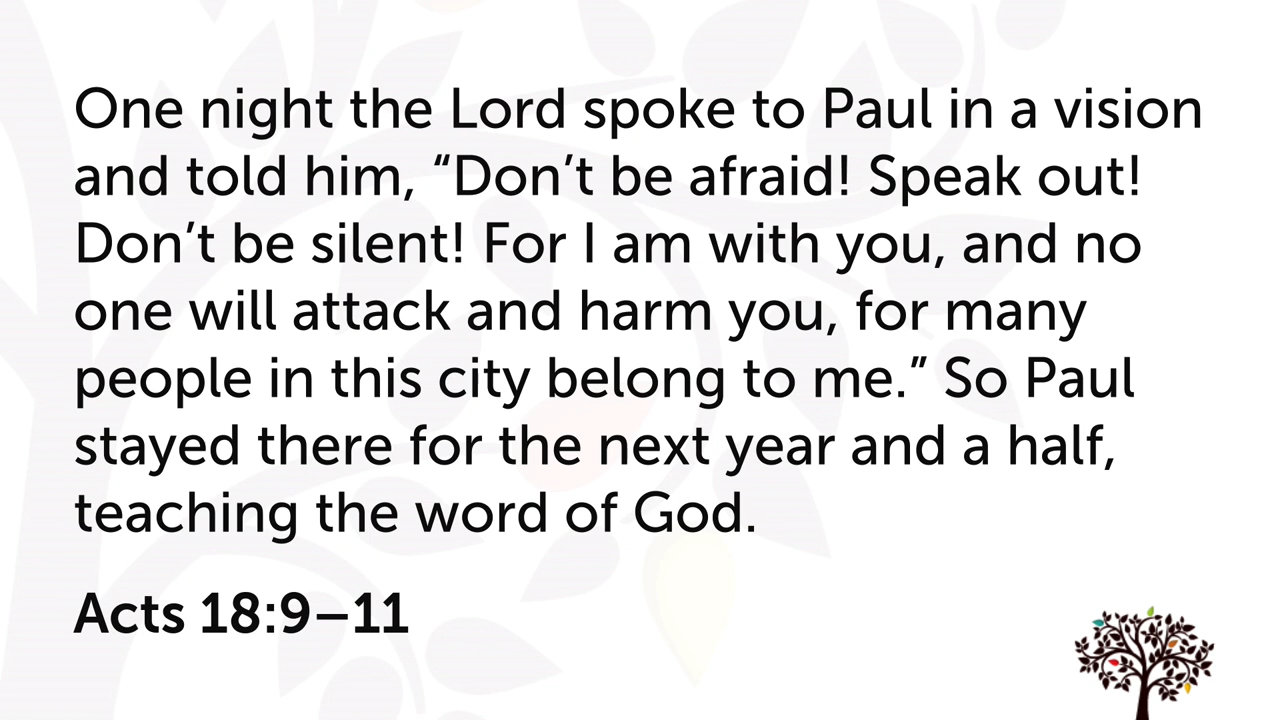 One night the Lord spoke to Paul in a vision
and told him, “Don’t be afraid! Speak out!
Don’t be silent! For I am with you, and no
one will attack and harm you, for many
people in this city belong to me.” So Paul
stayed there for the next year and a half,
teaching the word of God.
Acts 18:9–11